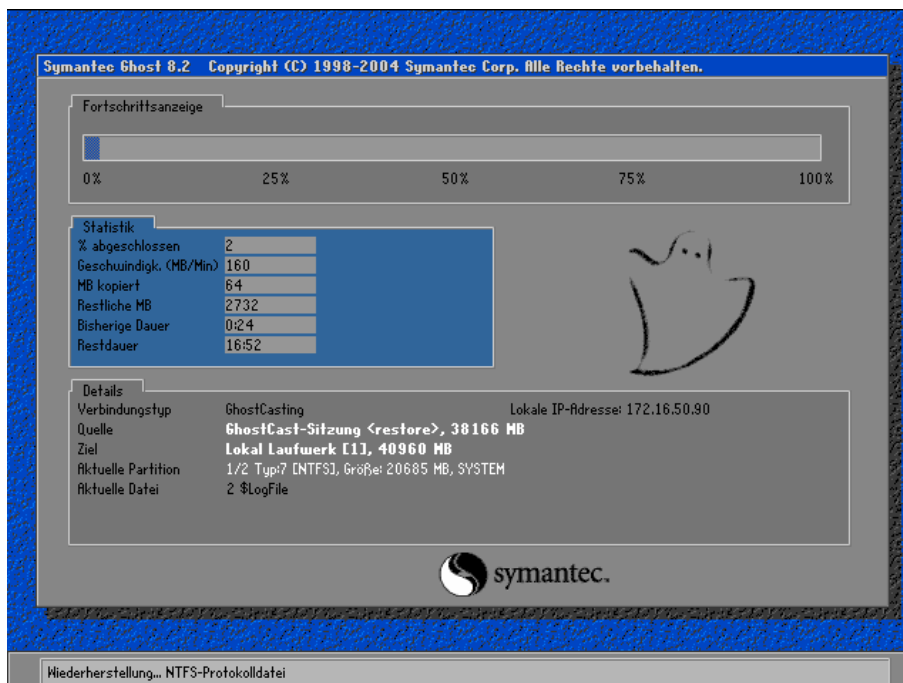 Symantec Ghost 8.2 Copyright (C) 1998-2004 Symantec Corp. Alle Rechte vorbehalten.
Fortschrittsanzeige
0% 25% 50% 75% 100%
Statistik
% abgeschlossen 2
Geschwindigk. (MB/Min) 160
MB kopiert 64
Restliche MB 2732
Bisherige Dauer 0:24
Restdauer 16:52
Details
Verbindungstyp GhostCasting Lokale IP-Adresse: 172.16.50.90
Quelle GhostCast-Sitzung <restore>, 38166 MB
Ziel Lokal Laufwerk [1], 40960 MB
Aktuelle Partition 1/2 Typ:7 [NTFS], Größe: 20685 MB, SYSTEM
Aktuelle Datei 2 $LogFile
symantec.
Wiederherstellung... NTFS-Protokolldatei